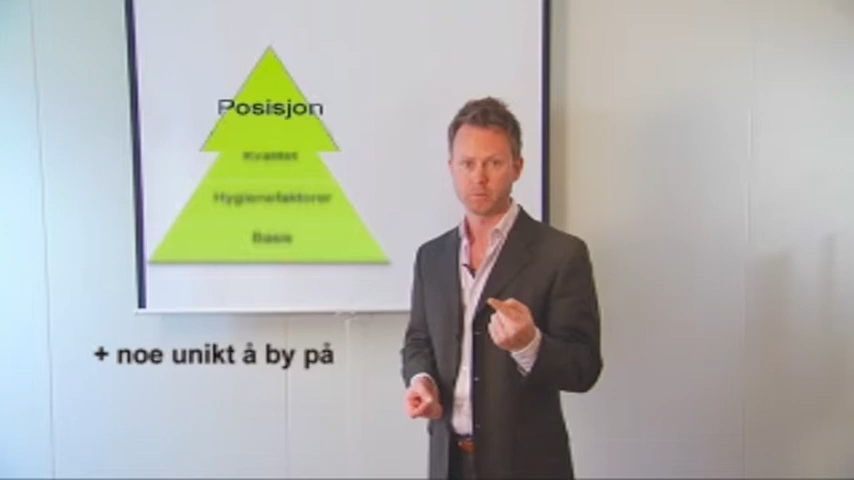 Posisjon
Kvalitet
Hygienefaktorer
Basis
+ noe unikt å by på